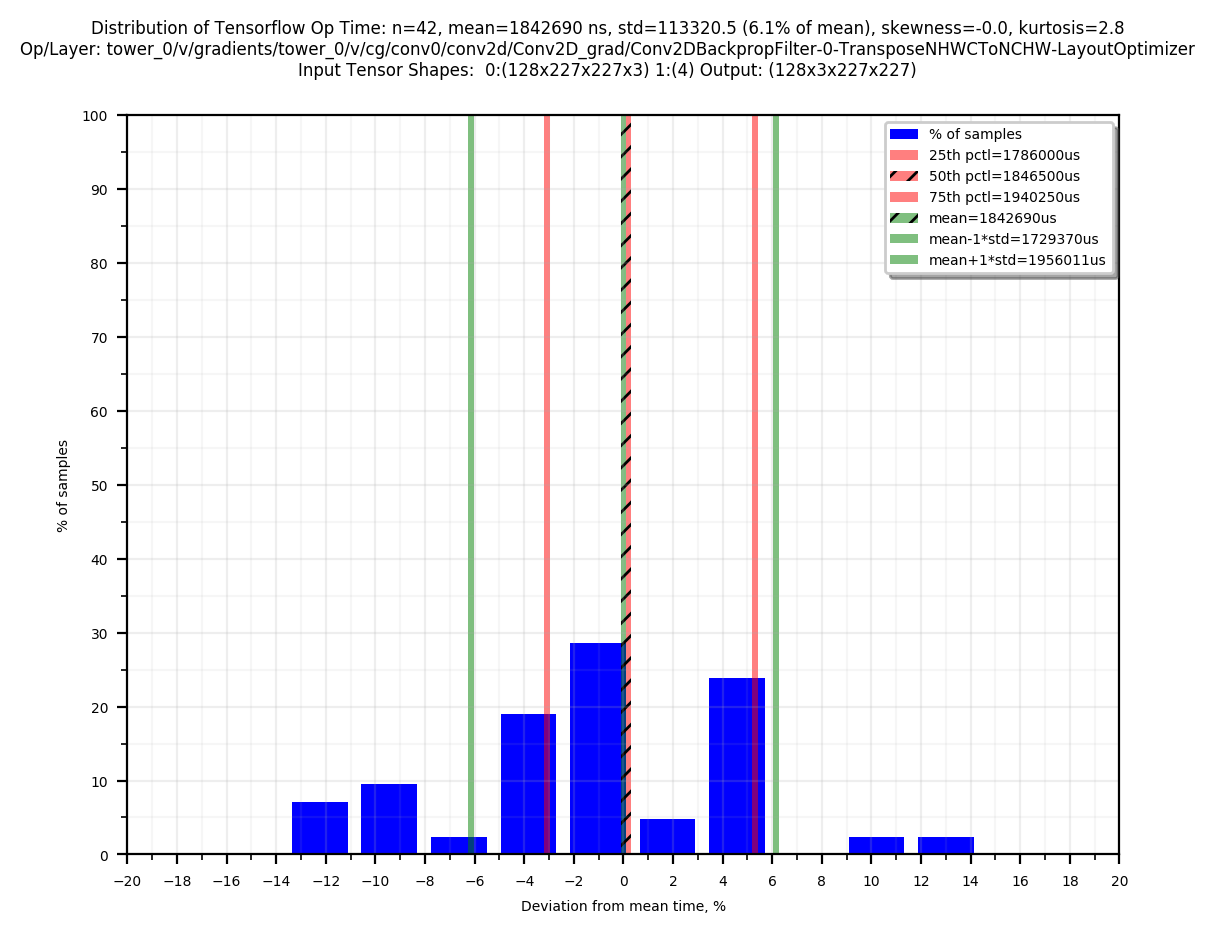 Distribution of Tensorflow Op Time: n=42, mean=1842690 ns, std=113320.5 (6.1% of mean), skewness=-0.0, kurtosis=2.8
Op/Layer: tower_0/v/gradients/tower_0/v/cg/conv0/conv2d/Conv2D_grad/Conv2DBackpropFilter-0-TransposeNHWCToNCHW-LayoutOptimizer
Input Tensor Shapes:  0:(128x227x227x3) 1:(4) Output: (128x3x227x227)
% of samples
25th pctl=1786000us
50th pctl=1846500us
75th pctl=1940250us
mean=1842690us
mean-1*std=1729370us
mean+1*std=1956011us
100
90
80
70
60
50
40
30
20
10
0
% of samples
−20 −18 −16 −14 −12 −10 −8 −6 −4 −2 0 2 4 6 8 10 12 14 16 18 20
Deviation from mean time, %